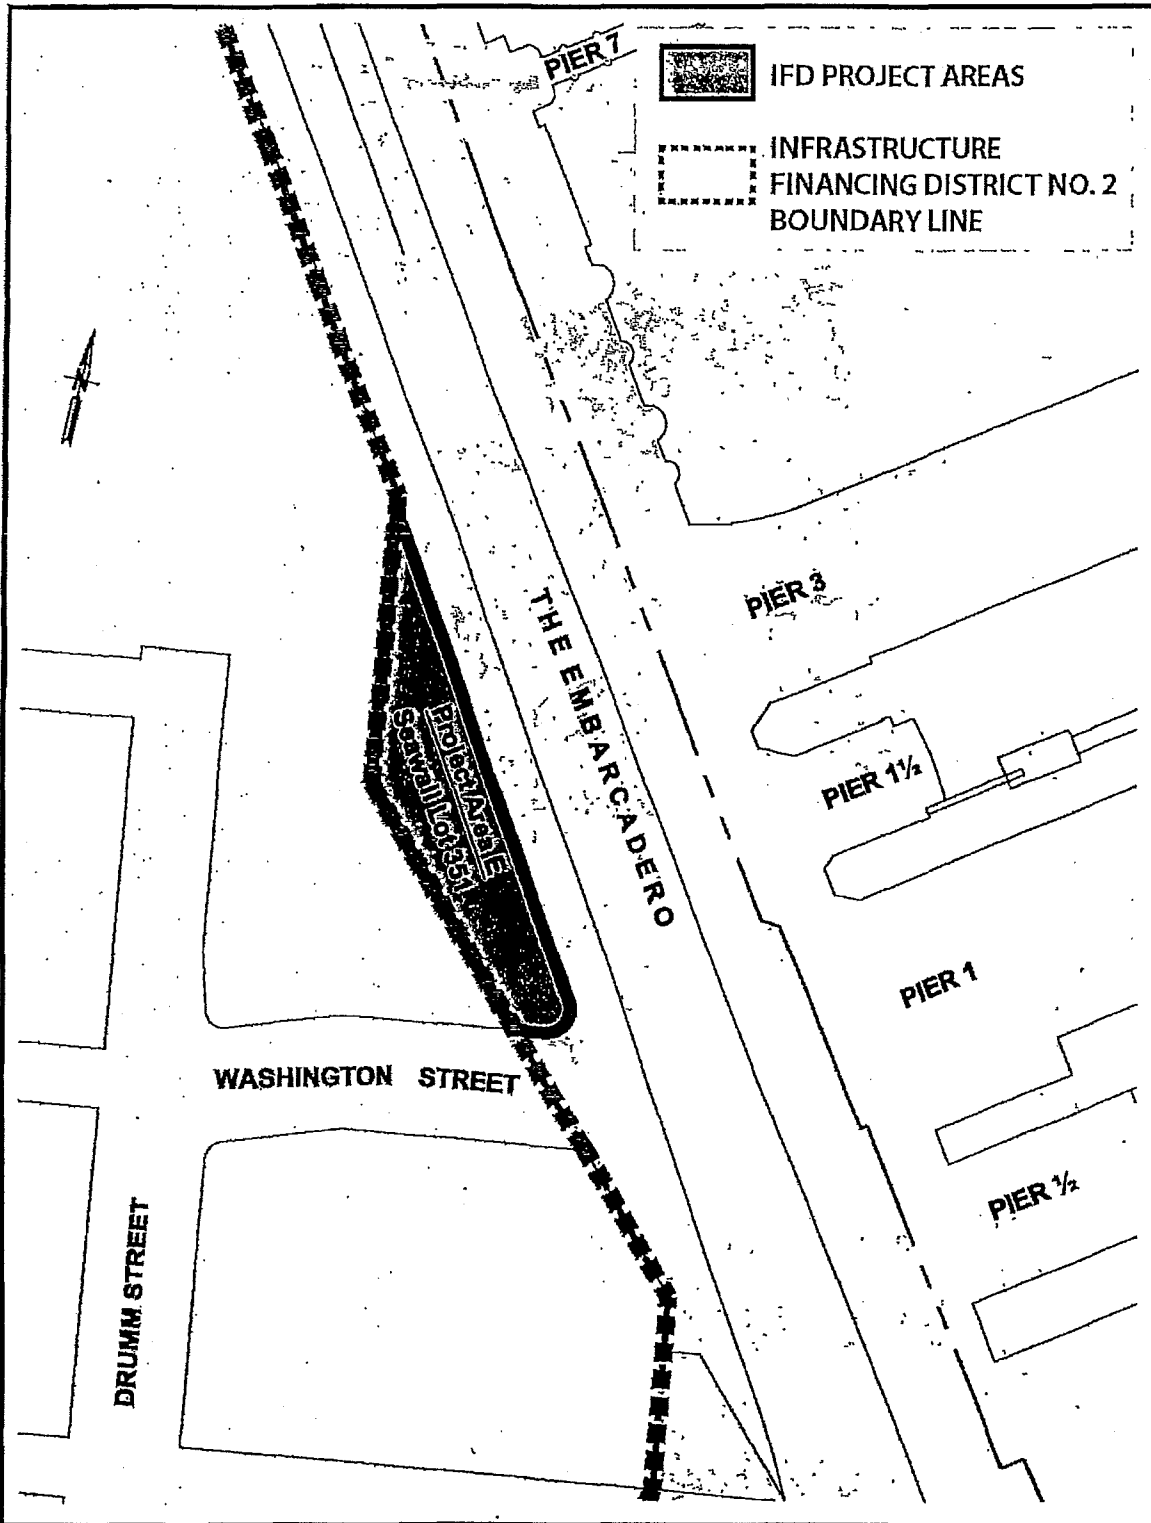 PIER 7
IFD PROJECT AREAS
INFRASTRUCTURE
FINANCING DISTRICT NO. 2
BOUNDARY LINE
PIER 3
THE EMBARCADERO
Project Area E
Seawall Lot 351
PIER 1½
PIER 1
WASHINGTON STREET
PIER ½
DRUMM STREET